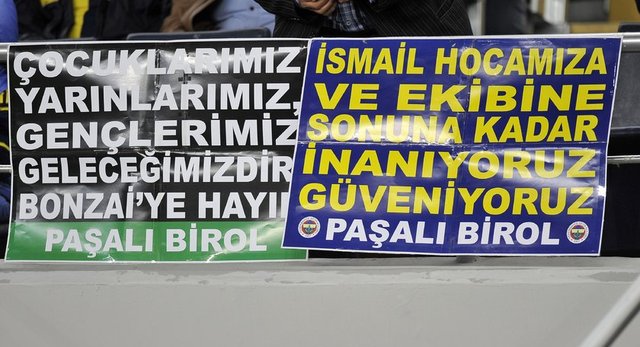 ÇOCUKLARIMIZ
YARINLARIMIZ,
GENÇLERİMİZ
GELECEĞİMİZDİR
BONZAİ'YE HAYIR
PAŞALI BİROL
İSMAİL HOCAMIZA
VE EKİBİNE
SONUNA KADAR
İNANIYORUZ
GÜVENİYORUZ
PAŞALI BİROL